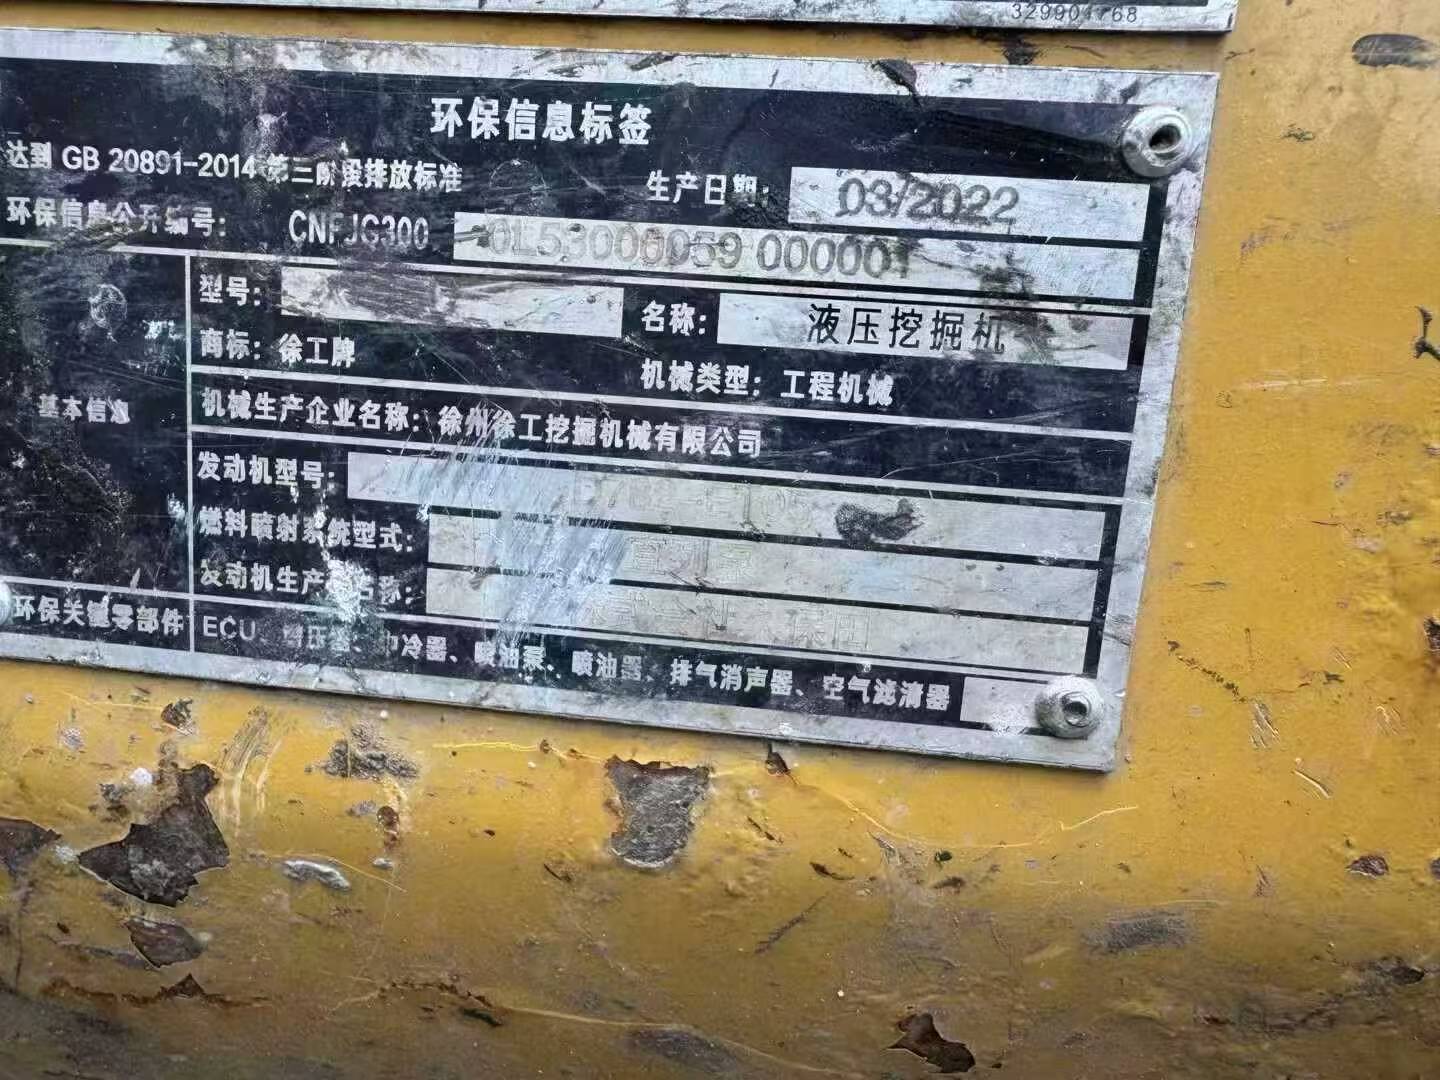 329904768
环保信息标签
达到 GB 20891-2014 第三阶段排放标准
生产日期： 03/2022
环保信息公开编号： CNFJG300 0L53000059 000001
型号：
名称： 液压挖掘机
商标：徐工牌
机械类型：工程机械
基本信息
机械生产企业名称：徐州徐工挖掘机械有限公司
发动机型号：
燃料喷射系统型式：
发动机生产厂名称：
环保关键零部件
ECU、增压器、中冷器、喷油泵、喷油器、排气消声器、空气滤清器